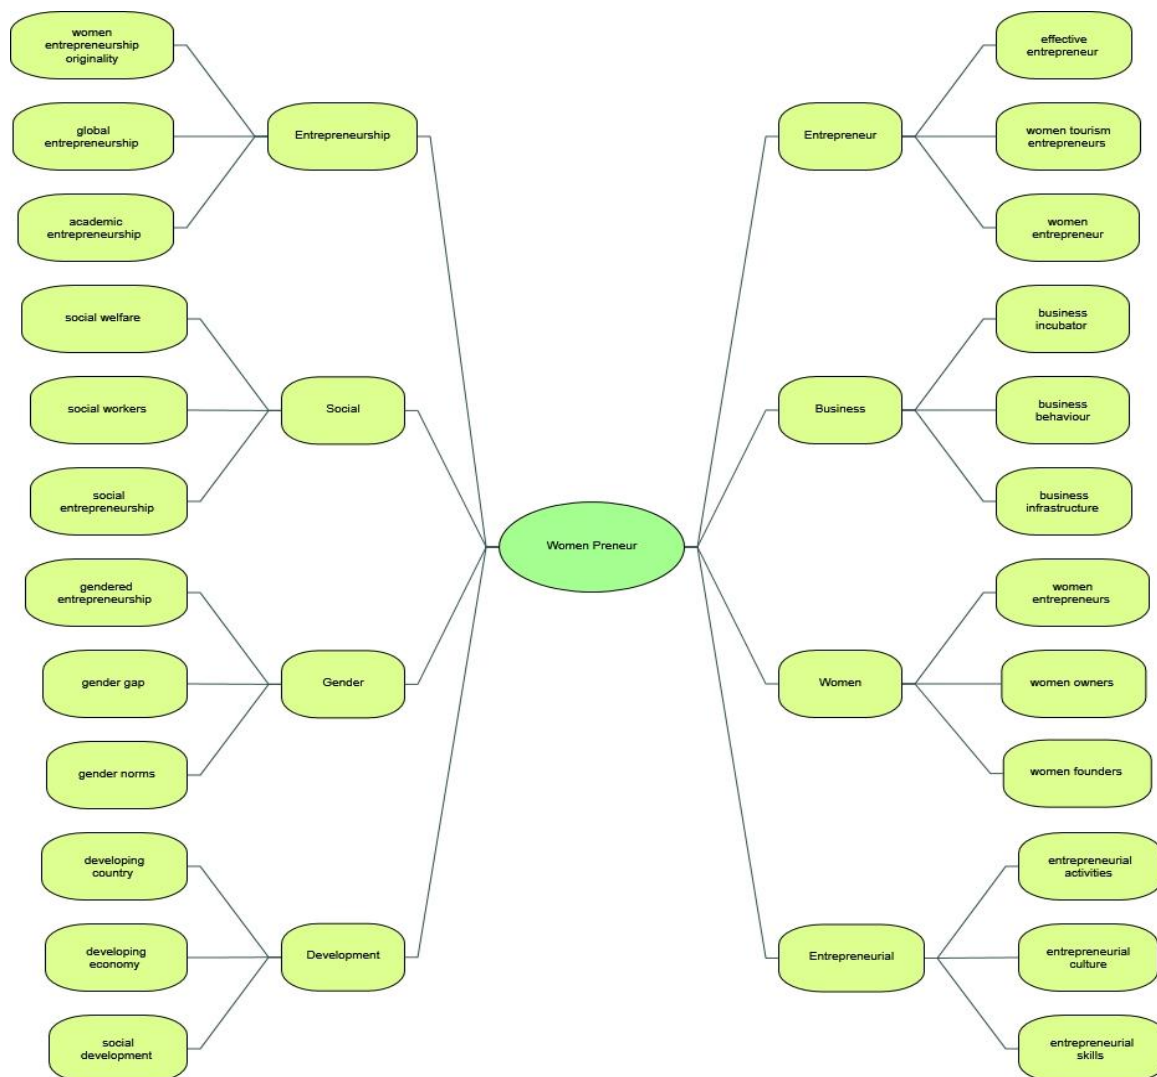 women
entrepreneurship
originality
global
entrepreneurship
academic
entrepreneurship
Entrepreneurship
social welfare
social workers
social
entrepreneurship
Social
gendered
entrepreneurship
gender gap
gender norms
Gender
developing
country
developing
economy
social
development
Development
Women Preneur
Entrepreneur
effective
entrepreneur
women tourism
entrepreneurs
women
entrepreneur
Business
business
incubator
business
behaviour
business
infrastructure
Women
women
entrepreneurs
women owners
women founders
Entrepreneurial
entrepreneurial
activities
entrepreneurial
culture
entrepreneurial
skills